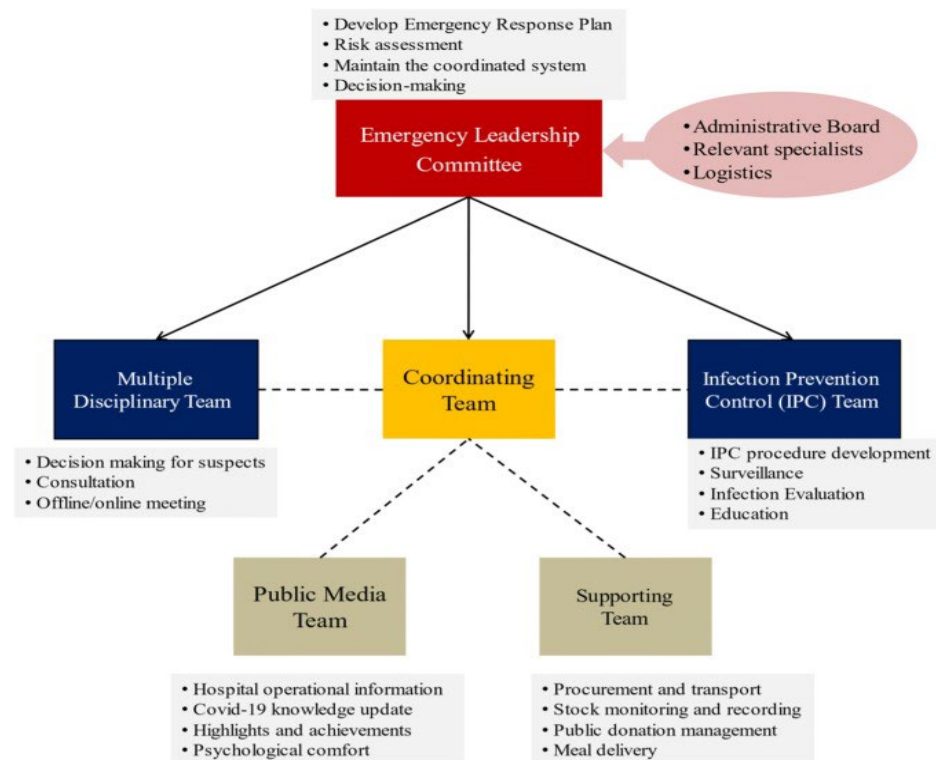 • Develop Emergency Response Plan
• Risk assessment
• Maintain the coordinated system
• Decision-making
Emergency Leadership
Committee
• Administrative Board
• Relevant specialists
• Logistics
Multiple
Disciplinary Team
Coordinating
Team
Infection Prevention
Control (IPC) Team
• Decision making for suspects
• Consultation
• Offline/online meeting
• IPC procedure development
• Surveillance
• Infection Evaluation
• Education
Public Media
Team
Supporting
Team
• Hospital operational information
• Covid-19 knowledge update
• Highlights and achievements
• Psychological comfort
• Procurement and transport
• Stock monitoring and recording
• Public donation management
• Meal delivery